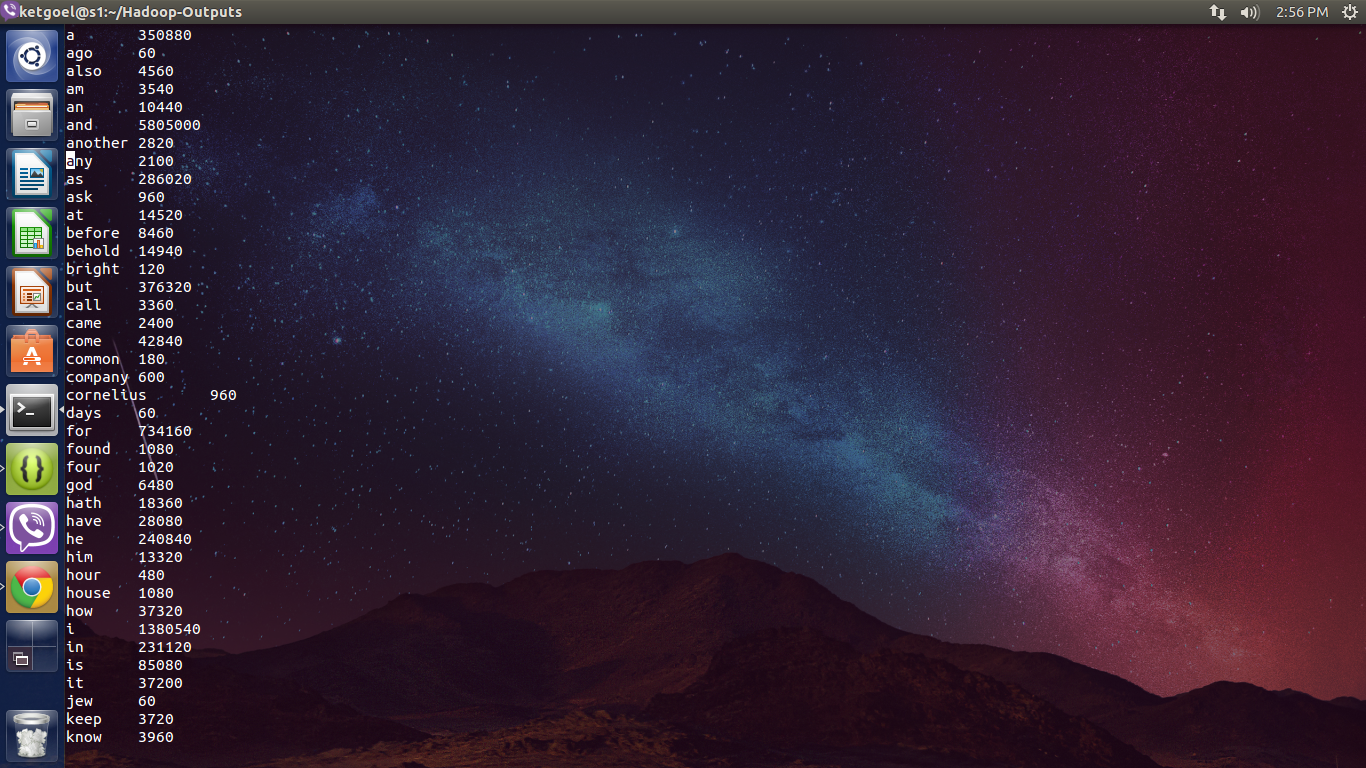 ketgoel@s1:~/Hadoop-Outputs 2:56 PM
a 350880
ago 60
also 4560
am 3540
an 10440
and 5805000
another 2820
any 2100
as 286020
ask 960
at 14520
before 8460
behold 14940
bright 120
but 376320
call 3360
came 2400
come 42840
common 180
company 600
cornelius 960
days 60
for 734160
found 1080
four 1020
god 6480
hath 18360
have 28080
he 240840
him 13320
hour 480
house 1080
how 37320
i 1380540
in 231120
is 85080
it 37200
jew 60
keep 3720
know 3960